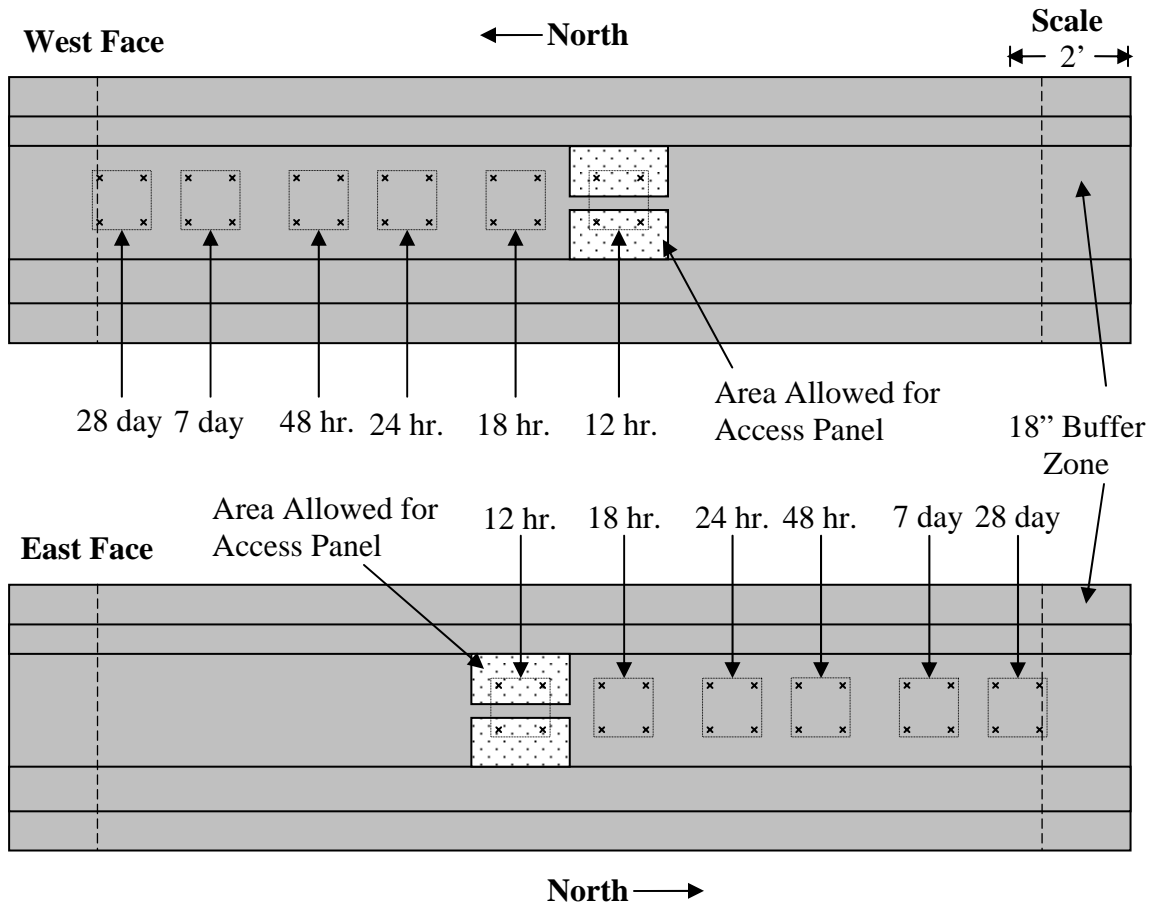 West Face
North
Scale
2’
28 day 7 day 48 hr. 24 hr. 18 hr. 12 hr.
Area Allowed for
Access Panel
18” Buffer
Zone
Area Allowed for
Access Panel
12 hr. 18 hr. 24 hr. 48 hr. 7 day 28 day
East Face
North